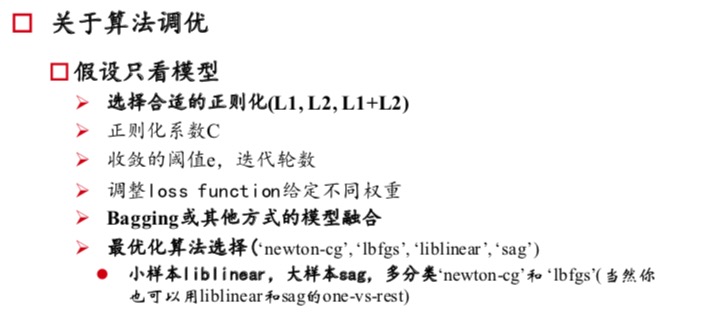 关于算法调优
假设只看模型
选择合适的正则化(L1, L2, L1+L2)
正则化系数C
收敛的阈值e，迭代轮数
调整loss function给定不同权重
Bagging或其他方式的模型融合
最优化算法选择(‘newton-cg’, ‘lbfgs’, ‘liblinear’, ‘sag’)
小样本liblinear，大样本sag，多分类‘newton-cg’和 ‘lbfgs’(当然你
也可以用liblinear和sag的one-vs-rest)